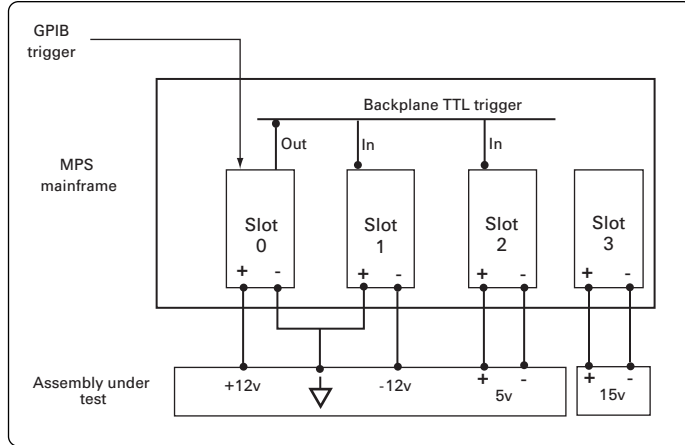 GPIB
trigger
Backplane TTL trigger
Out
In
In
MPS
mainframe
Slot
0
Slot
1
Slot
2
Slot
3
+ -
+ -
+ -
+ -
Assembly under
test
+12v
-12v
+ -
5v
+ -
15v